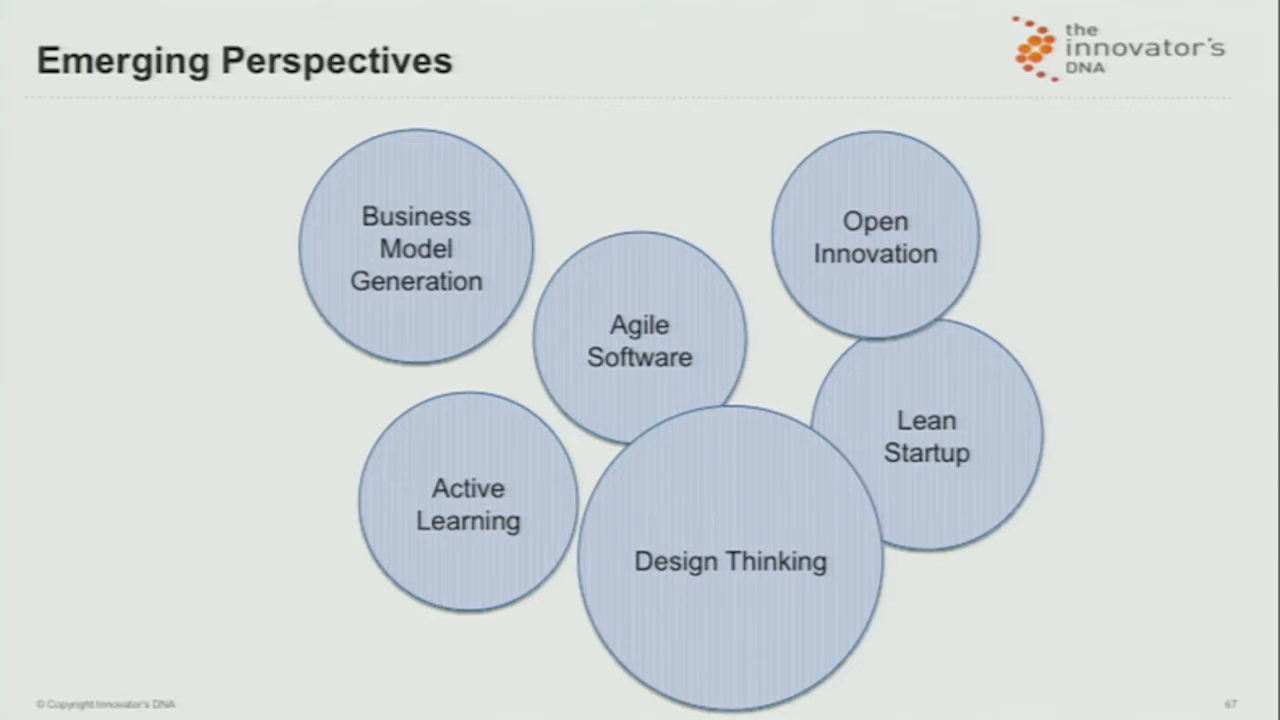 Emerging Perspectives
the
innovator's
DNA
Business
Model
Generation
Open
Innovation
Agile
Software
Lean
Startup
Active
Learning
Design Thinking
© Copyright Innovator's DNA
67